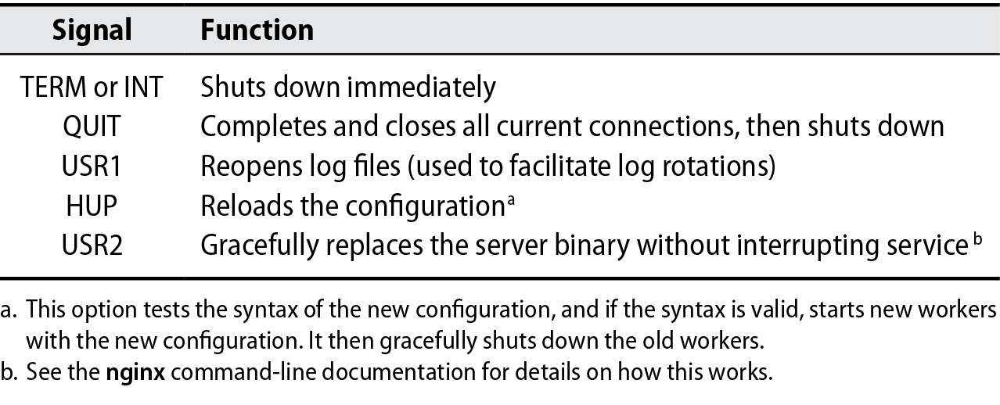 Signal Function
TERM or INT Shuts down immediately
QUIT Completes and closes all current connections, then shuts down
USR1 Reopens log files (used to facilitate log rotations)
HUP Reloads the configuration a
USR2 Gracefully replaces the server binary without interrupting service b
a. This option tests the syntax of the new configuration, and if the syntax is valid, starts new workers
with the new configuration. It then gracefully shuts down the old workers.
b. See the nginx command-line documentation for details on how this works.